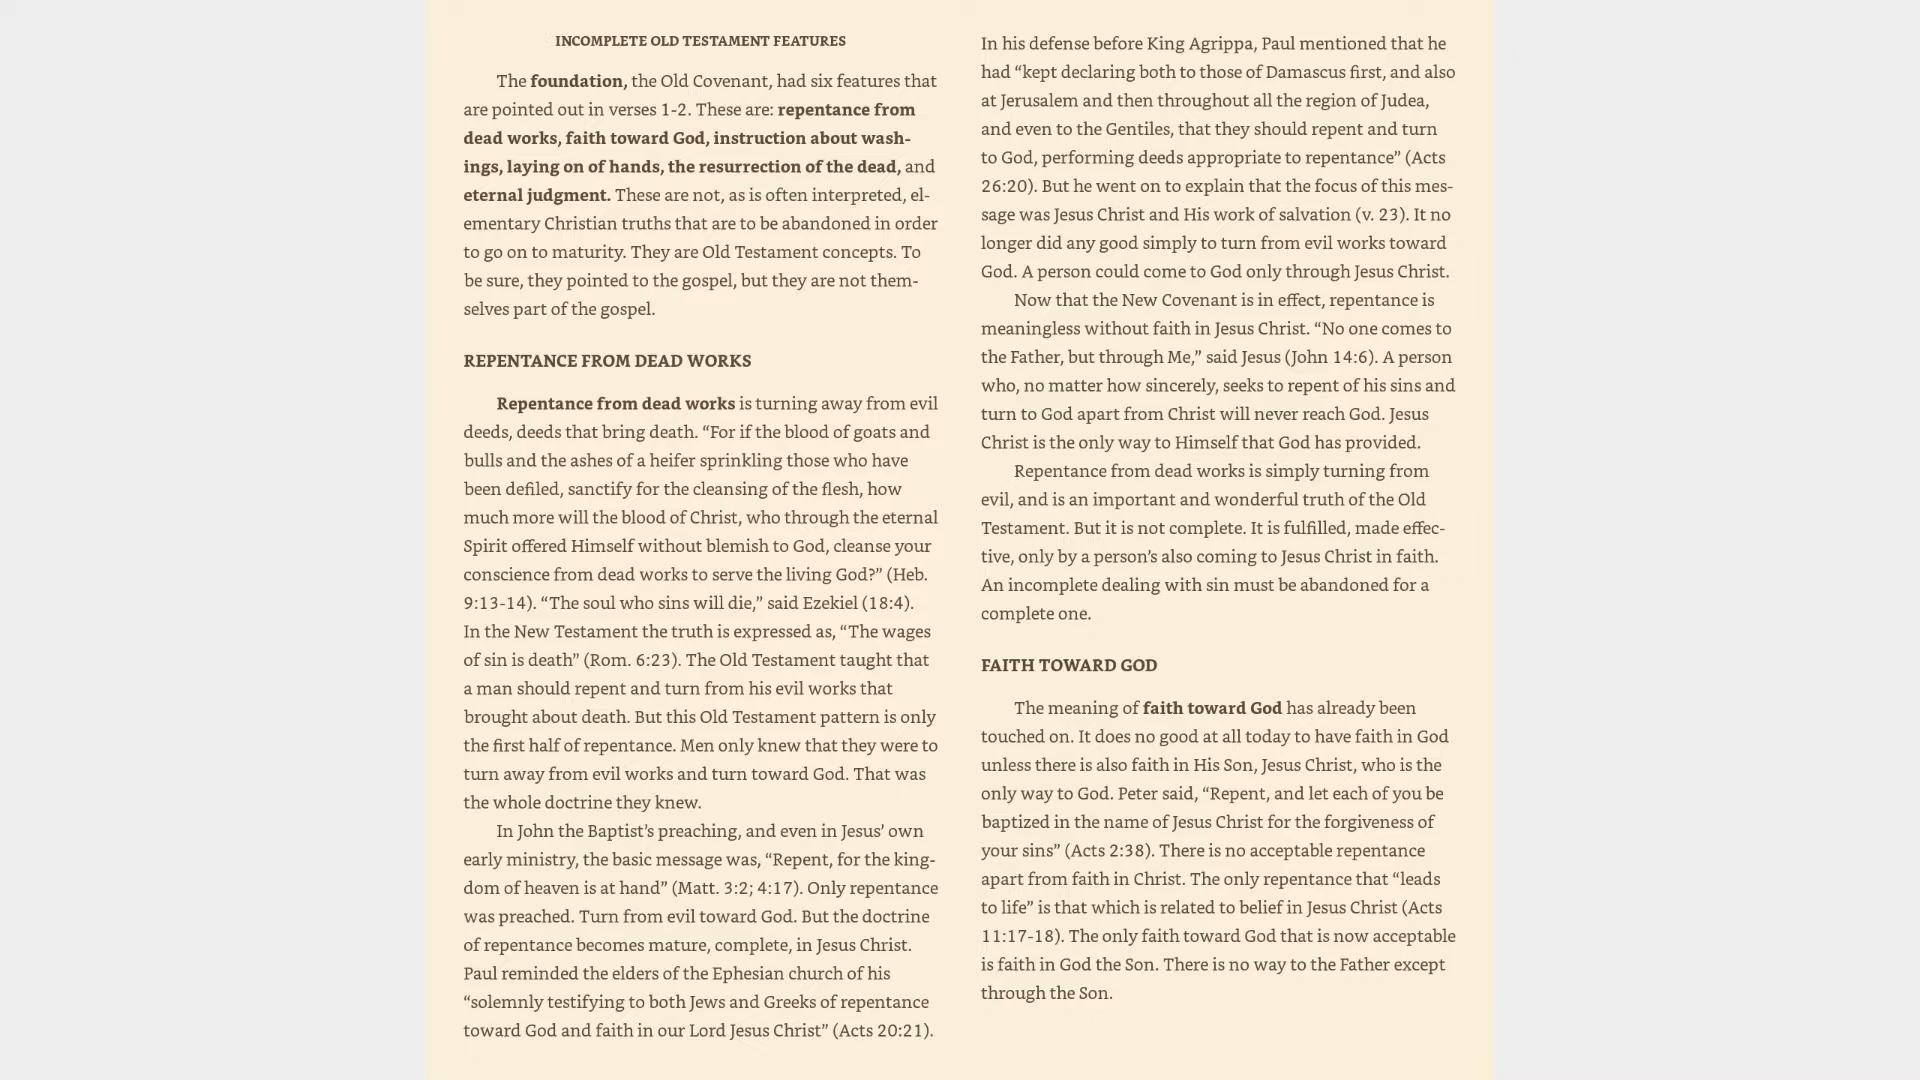 INCOMPLETE OLD TESTAMENT FEATURES
The foundation, the Old Covenant, had six features that
are pointed out in verses 1-2. These are: repentance from
dead works, faith toward God, instruction about wash-
ings, laying on of hands, the resurrection of the dead, and
eternal judgment. These are not, as is often interpreted, el-
ementary Christian truths that are to be abandoned in order
to go on to maturity. They are Old Testament concepts. To
be sure, they pointed to the gospel, but they are not them-
selves part of the gospel.
REPENTANCE FROM DEAD WORKS
Repentance from dead works is turning away from evil
deeds, deeds that bring death. “For if the blood of goats and
bulls and the ashes of a heifer sprinkling those who have
been defiled, sanctify for the cleansing of the flesh, how
much more will the blood of Christ, who through the eternal
Spirit offered Himself without blemish to God, cleanse your
conscience from dead works to serve the living God?” (Heb.
9:13-14). “The soul who sins will die,” said Ezekiel (18:4).
In the New Testament the truth is expressed as, “The wages
of sin is death” (Rom. 6:23). The Old Testament taught that
a man should repent and turn from his evil works that
brought about death. But this Old Testament pattern is only
the first half of repentance. Men only knew that they were to
turn away from evil works and turn toward God. That was
the whole doctrine they knew.
In John the Baptist’s preaching, and even in Jesus’ own
early ministry, the basic message was, “Repent, for the king-
dom of heaven is at hand” (Matt. 3:2; 4:17). Only repentance
was preached. Turn from evil toward God. But the doctrine
of repentance becomes mature, complete, in Jesus Christ.
Paul reminded the elders of the Ephesian church of his
“solemnly testifying to both Jews and Greeks of repentance
toward God and faith in our Lord Jesus Christ” (Acts 20:21).
In his defense before King Agrippa, Paul mentioned that he
had “kept declaring both to those of Damascus first, and also
at Jerusalem and then throughout all the region of Judea,
and even to the Gentiles, that they should repent and turn
to God, performing deeds appropriate to repentance” (Acts
26:20). But he went on to explain that the focus of this mes-
sage was Jesus Christ and His work of salvation (v. 23). It no
longer did any good simply to turn from evil works toward
God. A person could come to God only through Jesus Christ.
Now that the New Covenant is in effect, repentance is
meaningless without faith in Jesus Christ. “No one comes to
the Father, but through Me,” said Jesus (John 14:6). A person
who, no matter how sincerely, seeks to repent of his sins and
turn to God apart from Christ will never reach God. Jesus
Christ is the only way to Himself that God has provided.
Repentance from dead works is simply turning from
evil, and is an important and wonderful truth of the Old
Testament. But it is not complete. It is fulfilled, made effec-
tive, only by a person’s also coming to Jesus Christ in faith.
An incomplete dealing with sin must be abandoned for a
complete one.
FAITH TOWARD GOD
The meaning of faith toward God has already been
touched on. It does no good at all today to have faith in God
unless there is also faith in His Son, Jesus Christ, who is the
only way to God. Peter said, “Repent, and let each of you be
baptized in the name of Jesus Christ for the forgiveness of
your sins” (Acts 2:38). There is no acceptable repentance
apart from faith in Christ. The only repentance that “leads
to life” is that which is related to belief in Jesus Christ (Acts
11:17-18). The only faith toward God that is now acceptable
is faith in God the Son. There is no way to the Father except
through the Son.